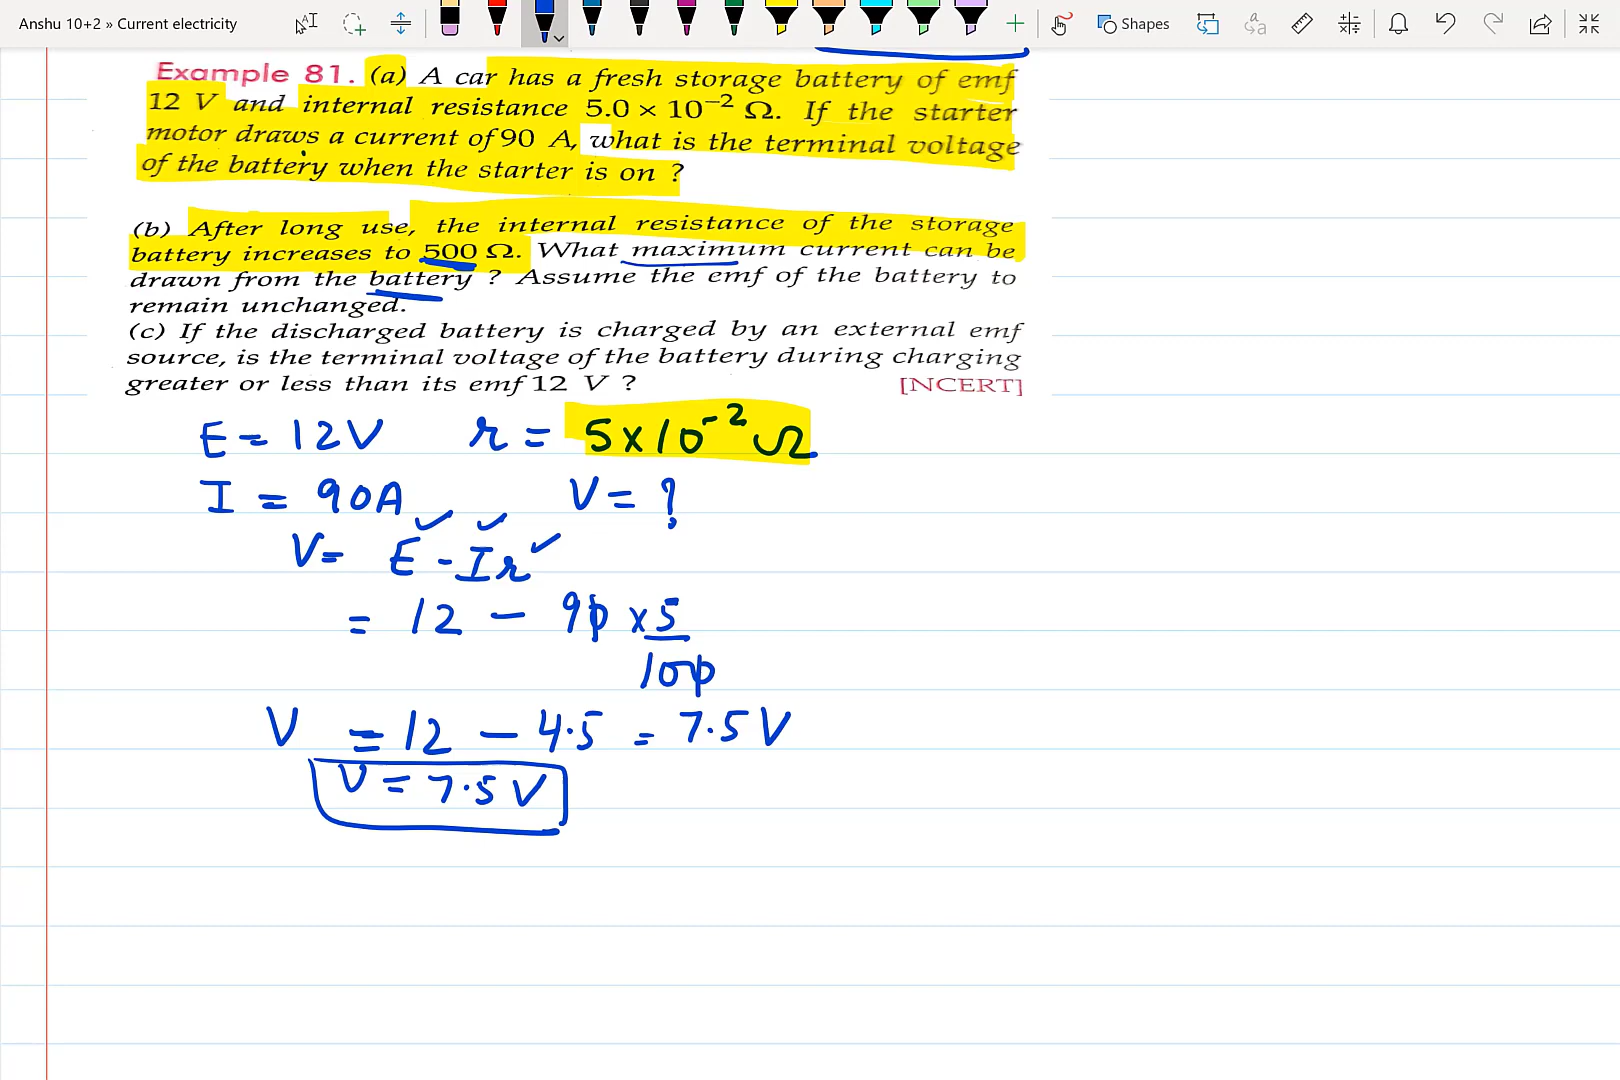 Anshu 10+2 » Current electricity
Shapes
Example 81. (a) A car has a fresh storage battery of emf
12 V and internal resistance 5.0 × 10⁻² Ω. If the starter
motor draws a current of 90 A, what is the terminal voltage
of the battery when the starter is on ?
(b) After long use, the internal resistance of the storage
battery increases to 500 Ω. What maximum current can be
drawn from the battery ? Assume the emf of the battery to
remain unchanged.
(c) If the discharged battery is charged by an external emf
source, is the terminal voltage of the battery during charging
greater or less than its emf 12 V ? [NCERT]
E = 12V r = 5×10⁻² Ω
I = 90A V = ?
V = E - Ir
= 12 - 90 × 5
100
V = 12 - 4.5 = 7.5 V
V = 7.5 V